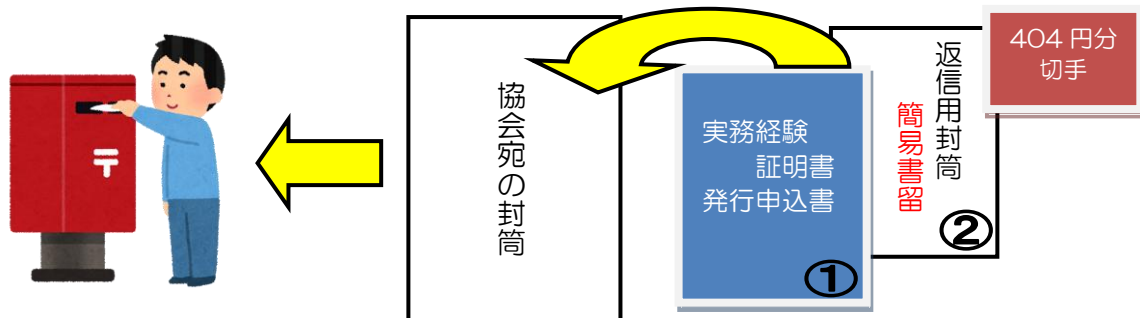 協会宛の封筒
実務経験
証明書
発行申込書
①
返信用封筒
簡易書留
②
404 円分
切手
〒